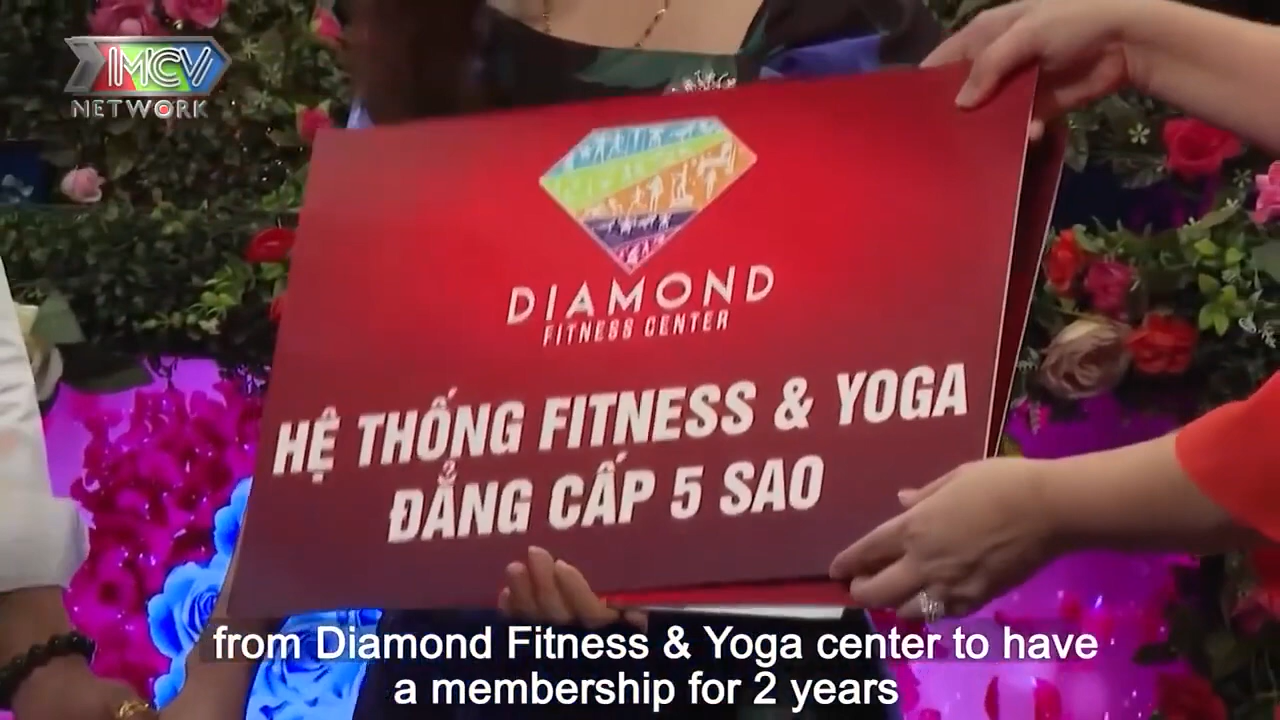 MCV
NETWORK
DIAMOND
FITNESS CENTER
HỆ THỐNG FITNESS & YOGA
ĐẲNG CẤP 5 SAO
from Diamond Fitness & Yoga center to have
a membership for 2 years